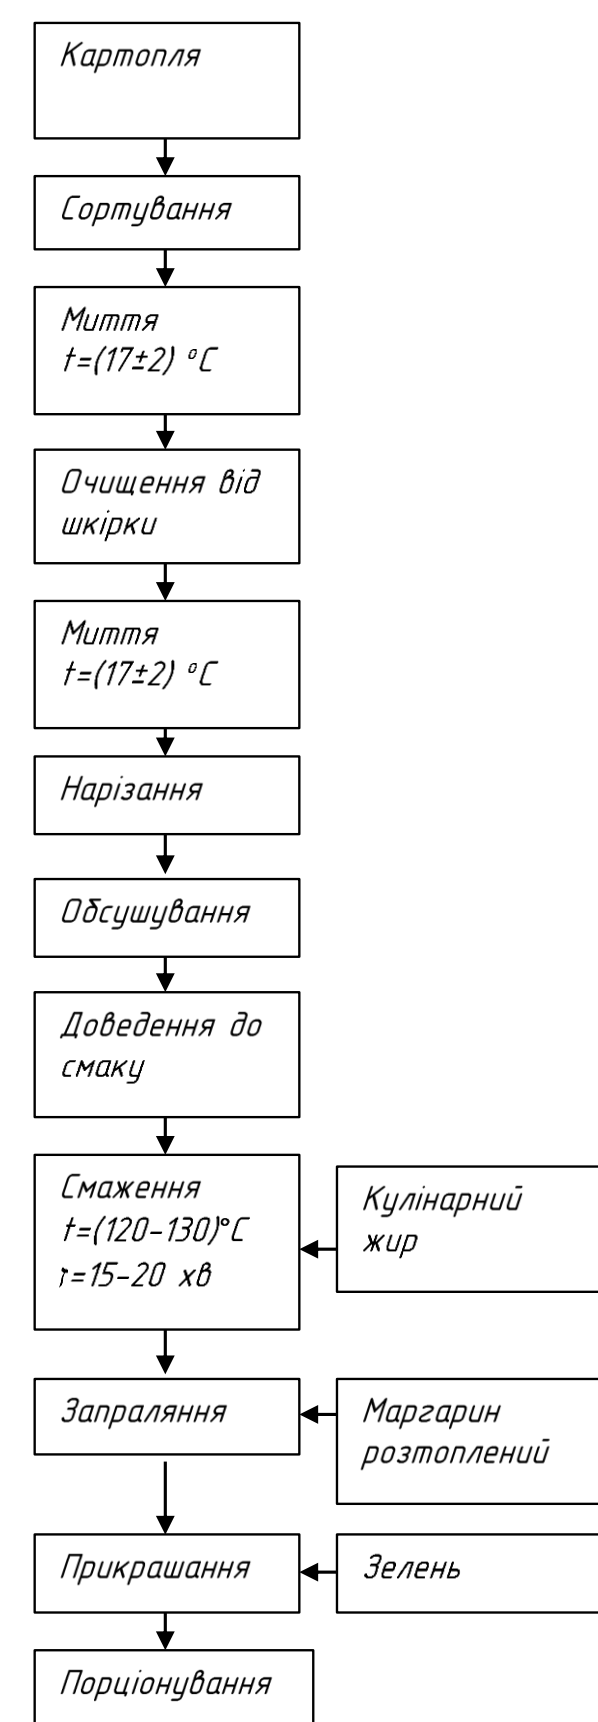 Картопля
Сортування
Миття
t=(17±2) °С
Очищення від
шкірки
Миття
t=(17±2) °С
Нарізання
Обсушування
Доведення до
смаку
Смаження
t=(120-130)°С
τ=15-20 хв
Кулінарний
жир
Запраляння
Маргарин
розтоплений
Прикрашання
Зелень
Порціонування